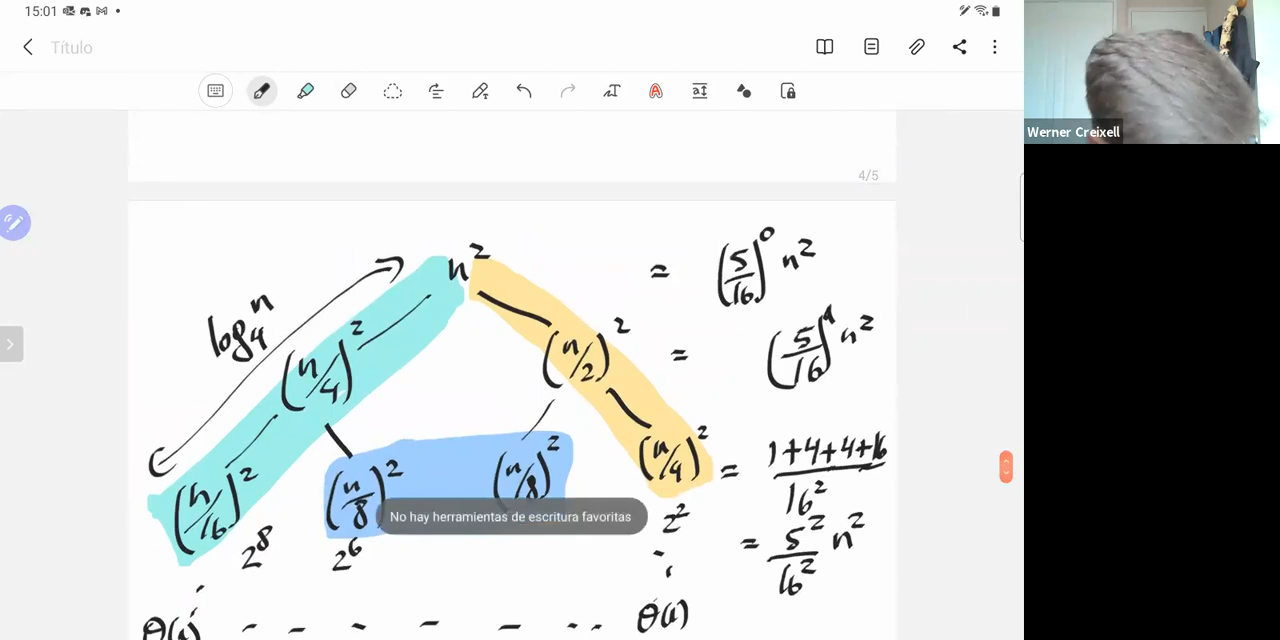 15:01
Título
Werner Creixell
4/5
n² = (5/16)⁰ n²
log₄ n
(n/4)² (n/2)² = (5/16)¹ n²
(n/16)² (n/8)² (n/8)² (n/4)² = 1+4+4+16/16²
No hay herramientas de escritura favoritas
2⁸ 2⁶ 2² = 5²/16² n²
θ(1) - - - - - - - θ(1)